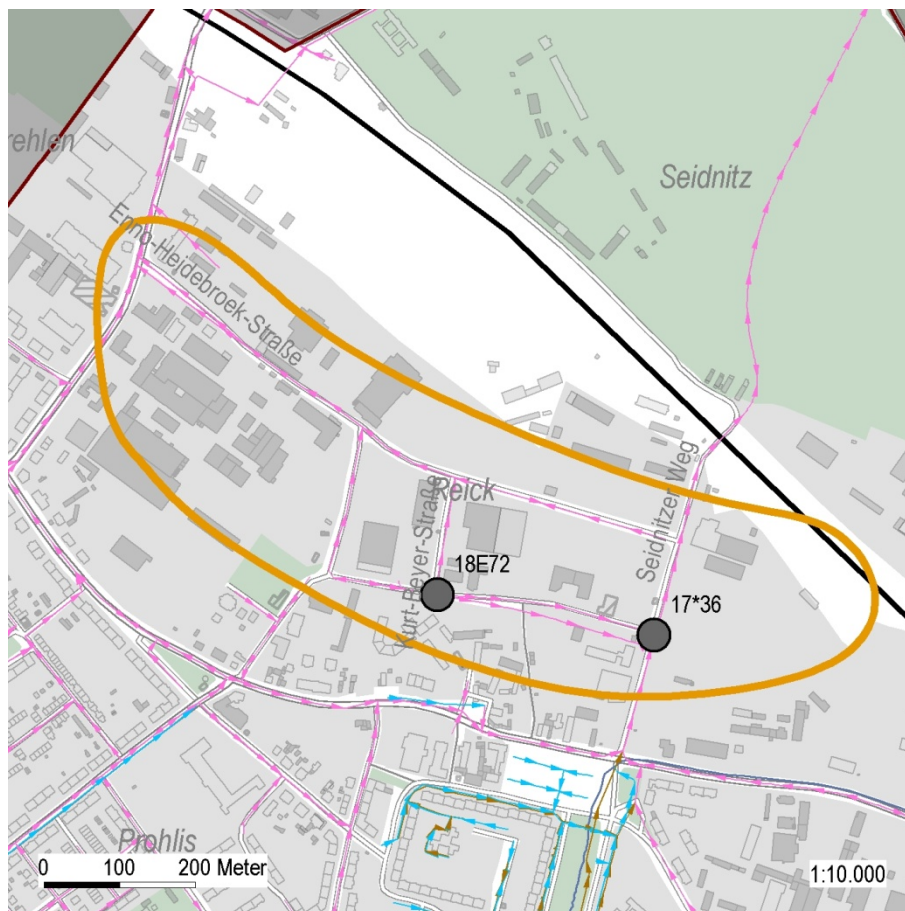 rehlen
Seidnitz
Enno-Heidebroek-Straße
Seidnitzer Weg
Reick
Kurt-Beyer-Straße
18E72
17*36
Prohlis
0 100 200 Meter
1:10.000